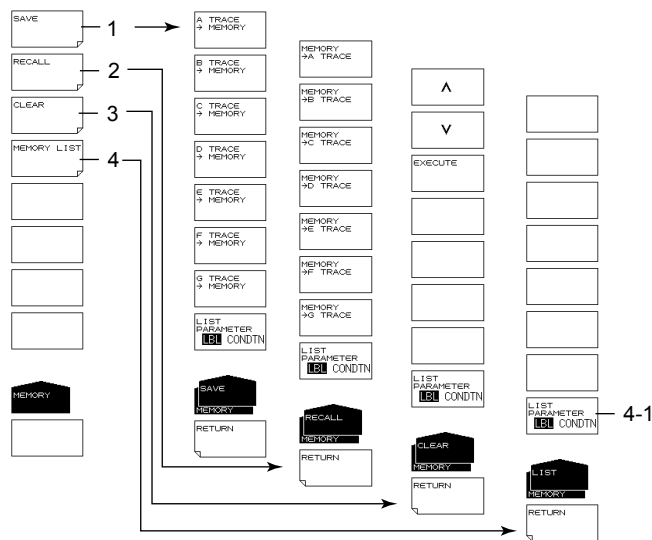 SAVE
1
RECALL
2
CLEAR
3
MEMORY LIST
4
MEMORY
A TRACE
→ MEMORY
B TRACE
→ MEMORY
C TRACE
→ MEMORY
D TRACE
→ MEMORY
E TRACE
→ MEMORY
F TRACE
→ MEMORY
G TRACE
→ MEMORY
LIST
PARAMETER
LBL CONDTN
SAVE
MEMORY
RETURN
MEMORY
→A TRACE
MEMORY
→B TRACE
MEMORY
→C TRACE
MEMORY
→D TRACE
MEMORY
→E TRACE
MEMORY
→F TRACE
MEMORY
→G TRACE
LIST
PARAMETER
LBL CONDTN
RECALL
MEMORY
RETURN
∧
∨
EXECUTE
LIST
PARAMETER
LBL CONDTN
CLEAR
MEMORY
RETURN
LIST
PARAMETER
LBL CONDTN
4-1
LIST
MEMORY
RETURN